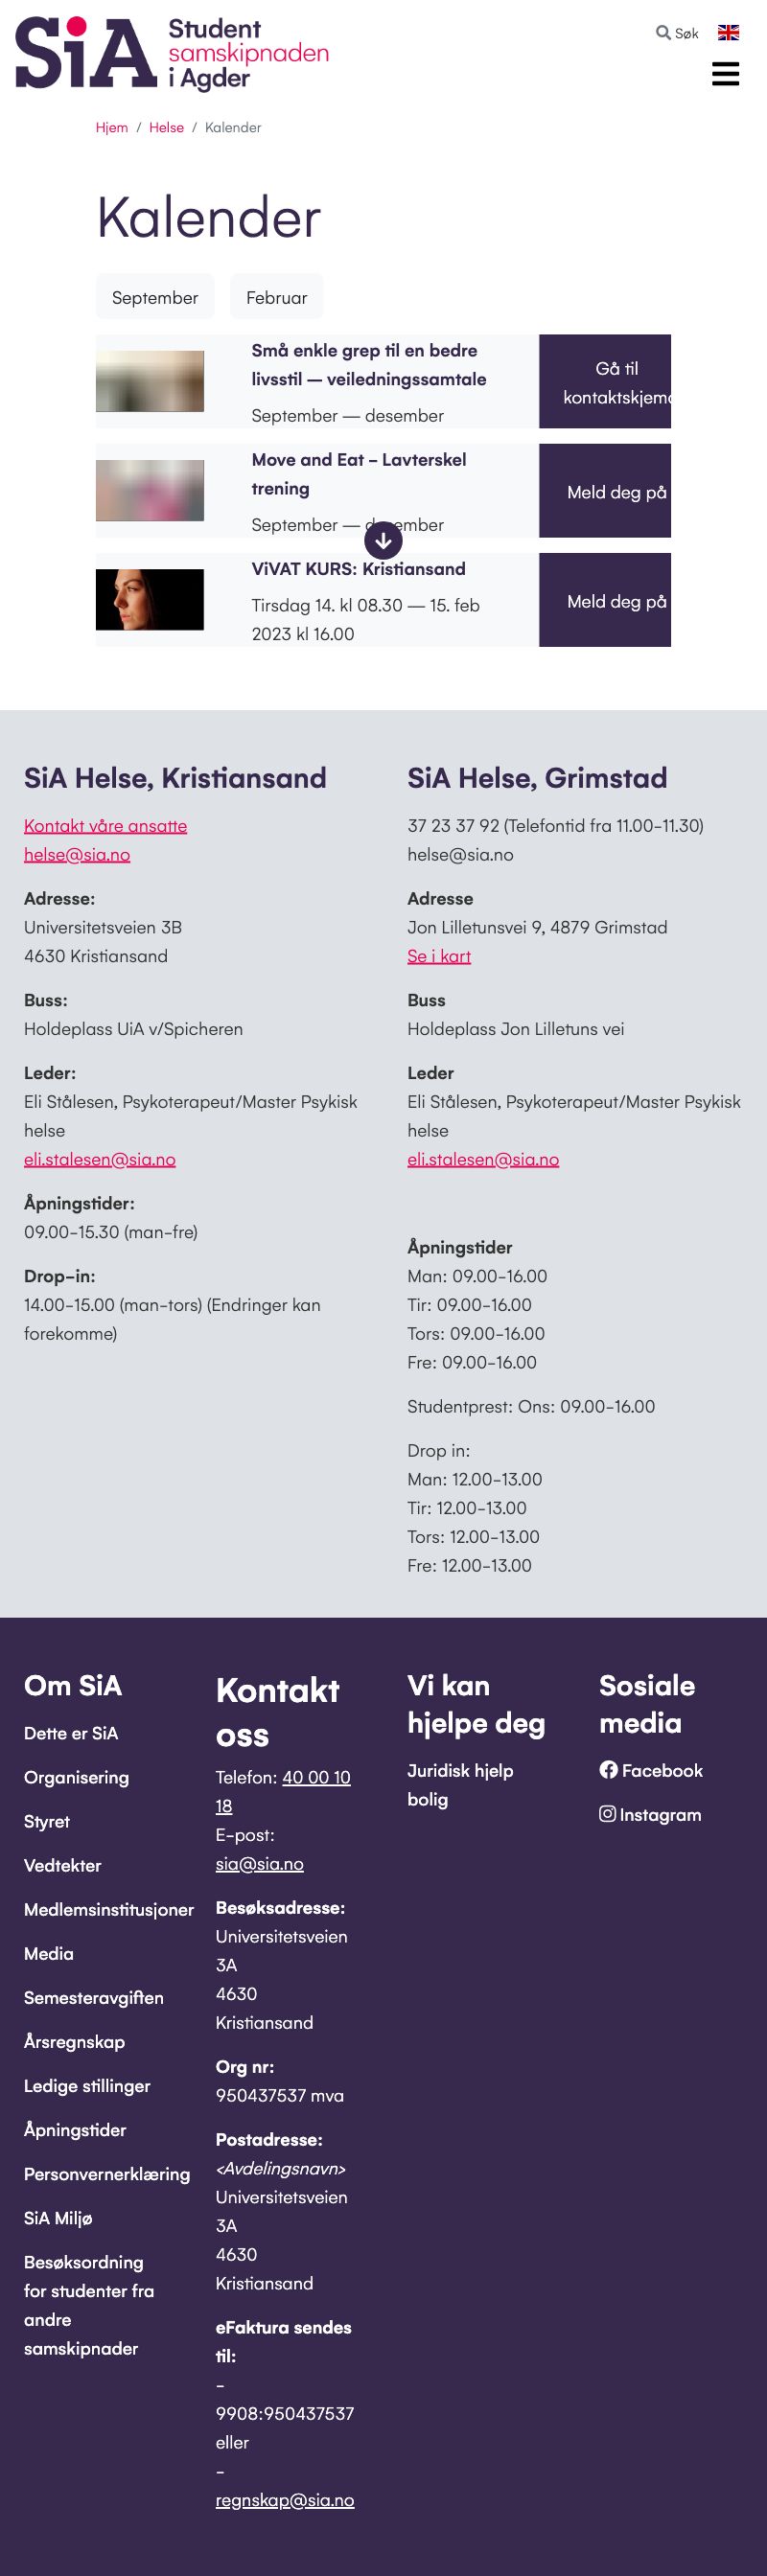 SiA Student
samskipnaden
i Agder
Søk
Hjem / Helse / Kalender
Kalender
September Februar
Små enkle grep til en bedre
livsstil — veiledningssamtale
September — desember
Gå til
kontaktskjema
Move and Eat - Lavterskel
trening
September — desember
Meld deg på
ViVAT KURS: Kristiansand
Tirsdag 14. kl 08.30 — 15. feb
2023 kl 16.00
Meld deg på
SiA Helse, Kristiansand
Kontakt våre ansatte
helse@sia.no
Adresse:
Universitetsveien 3B
4630 Kristiansand
Buss:
Holdeplass UiA v/Spicheren
Leder:
Eli Stålesen, Psykoterapeut/Master Psykisk
helse
eli.stalesen@sia.no
Åpningstider:
09.00-15.30 (man-fre)
Drop-in:
14.00-15.00 (man-tors) (Endringer kan
forekomme)
SiA Helse, Grimstad
37 23 37 92 (Telefontid fra 11.00-11.30)
helse@sia.no
Adresse
Jon Lilletunsvei 9, 4879 Grimstad
Se i kart
Buss
Holdeplass Jon Lilletuns vei
Leder
Eli Stålesen, Psykoterapeut/Master Psykisk
helse
eli.stalesen@sia.no
Åpningstider
Man: 09.00-16.00
Tir: 09.00-16.00
Tors: 09.00-16.00
Fre: 09.00-16.00
Studentprest: Ons: 09.00-16.00
Drop in:
Man: 12.00-13.00
Tir: 12.00-13.00
Tors: 12.00-13.00
Fre: 12.00-13.00
Om SiA
Dette er SiA
Organisering
Styret
Vedtekter
Medlemsinstitusjoner
Media
Semesteravgiften
Årsregnskap
Ledige stillinger
Åpningstider
Personvernerklæring
SiA Miljø
Besøksordning
for studenter fra
andre
samskipnader
Kontakt
oss
Telefon: 40 00 10
18
E-post:
sia@sia.no
Besøksadresse:
Universitetsveien
3A
4630
Kristiansand
Org nr:
950437537 mva
Postadresse:
<Avdelingsnavn>
Universitetsveien
3A
4630
Kristiansand
eFaktura sendes
til:
-
9908:950437537
eller
-
regnskap@sia.no
Vi kan
hjelpe deg
Juridisk hjelp
bolig
Sosiale
media
Facebook
Instagram